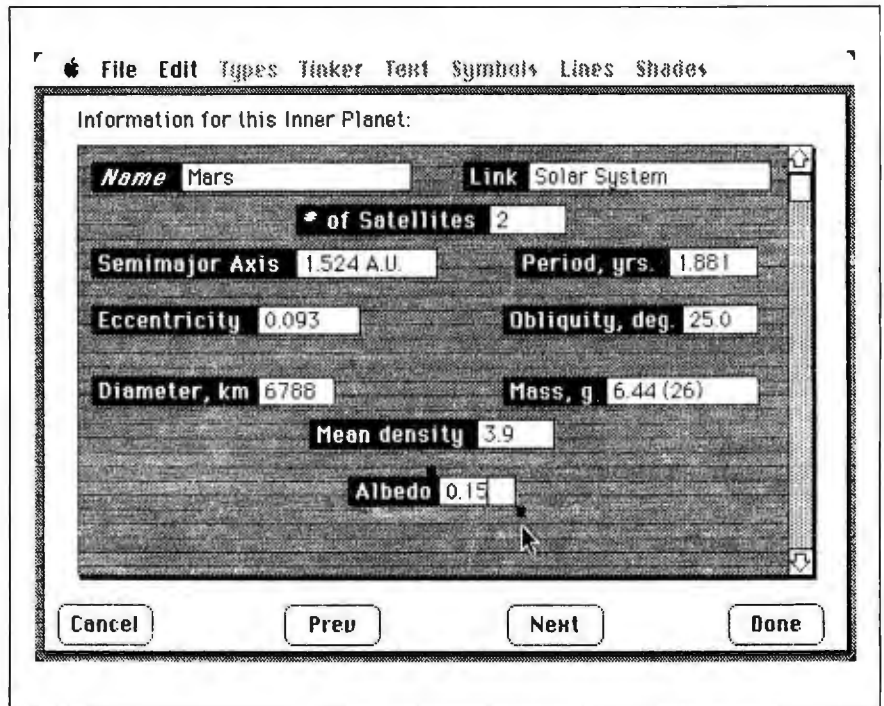 File Edit Types Tinker Text Symbols Lines Shades
Information for this Inner Planet:
Name Mars Link Solar System
# of Satellites 2
Semimajor Axis 1.524 A.U. Period, yrs. 1.881
Eccentricity 0.093 Obliquity, deg. 25.0
Diameter, km 6788 Mass, g 6.44 (26)
Mean density 3.9
Albedo 0.15
Cancel Prev Next Done